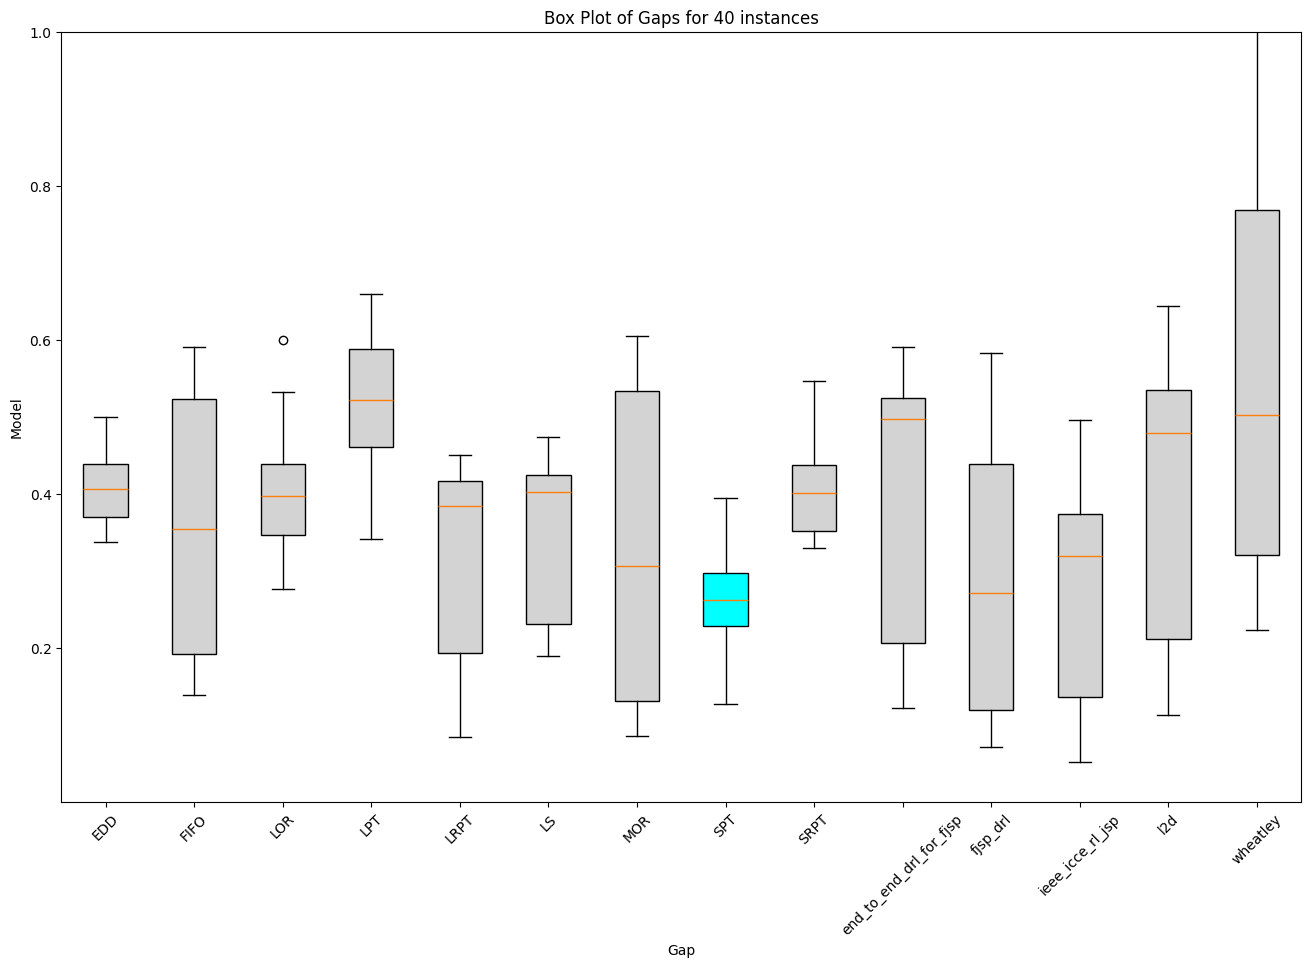 Box Plot of Gaps for 40 instances
1.0
0.8
0.6
0.4
0.2
Model
EDD
FIFO
LOR
LPT
LRPT
LS
MOR
SPT
SRPT
end_to_end_drl_for_fjsp
fjsp_drl
ieee_icce_rl_jsp
l2d
wheatley
Gap